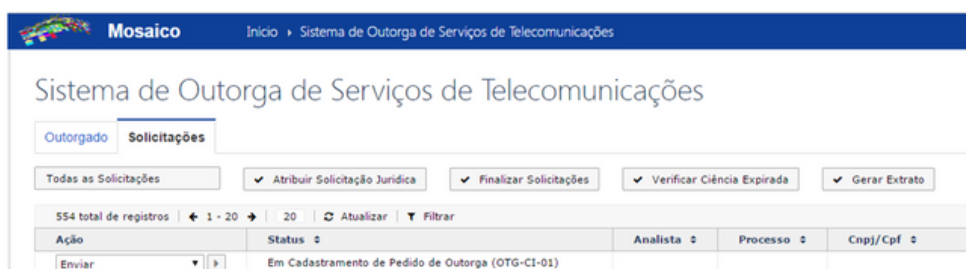 Mosaico Inicio › Sistema de Outorga de Serviços de Telecomunicações
Sistema de Outorga de Serviços de Telecomunicações
Outorgado Solicitações
Todas as Solicitações Atribuir Solicitação Juridica Finalizar Solicitações Verificar Ciência Expirada Gerar Extrato
554 total de registros 1 - 20 20 Atualizar Filtrar
Ação Status Analista Processo Cnpj/Cpf
Enviar Em Cadastramento de Pedido de Outorga (OTG-CI-01)